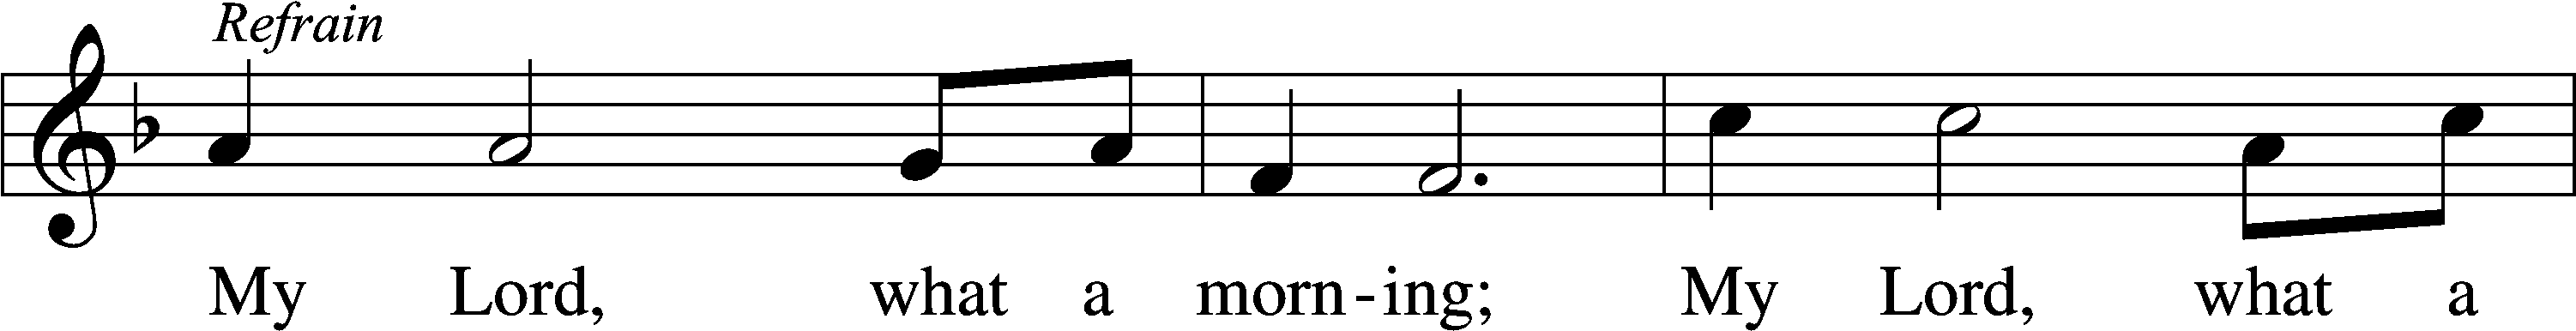 Refrain
My Lord, what a morn-ing; My Lord, what a